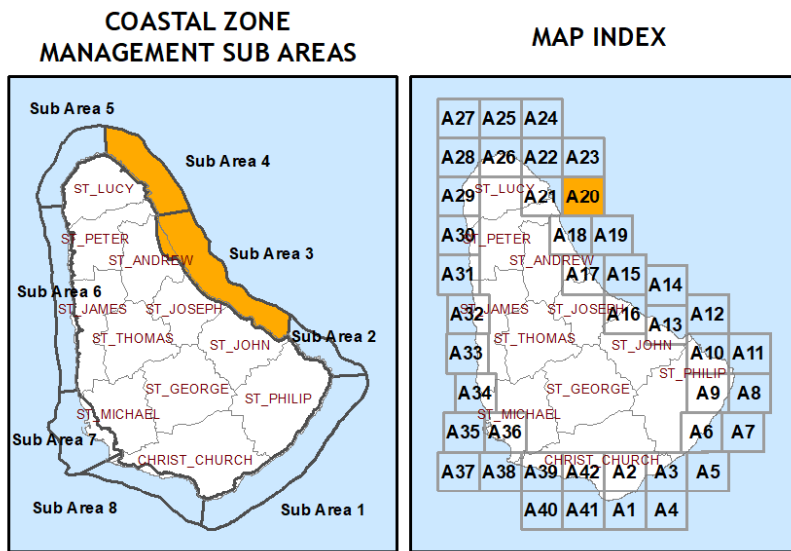 COASTAL ZONE
MANAGEMENT SUB AREAS
Sub Area 5
Sub Area 4
ST_LUCY
ST_PETER
Sub Area 3
ST_ANDREW
Sub Area 6
ST_JAMES
ST_JOSEPH
ST_THOMAS
Sub Area 2
ST_JOHN
ST_GEORGE
ST_PHILIP
ST_MICHAEL
Sub Area 7
CHRIST_CHURCH
Sub Area 8
Sub Area 1
MAP INDEX
A27 A25 A24
A28 A26 A22 A23
A29 ST_LUCY A21 A20
A30 ST_PETER A18 A19
ST_ANDREW
A31 A17 A15
A14
A32 ST_JAMES ST_JOSEPH A16 A13 A12
ST_THOMAS ST_JOHN
A33 A10 A11
ST_PHILIP
A34 ST_GEORGE A9 A8
ST_MICHAEL
A35 A36 A6 A7
CHRIST_CHURCH
A37 A38 A39 A42 A2 A3 A5
A40 A41 A1 A4